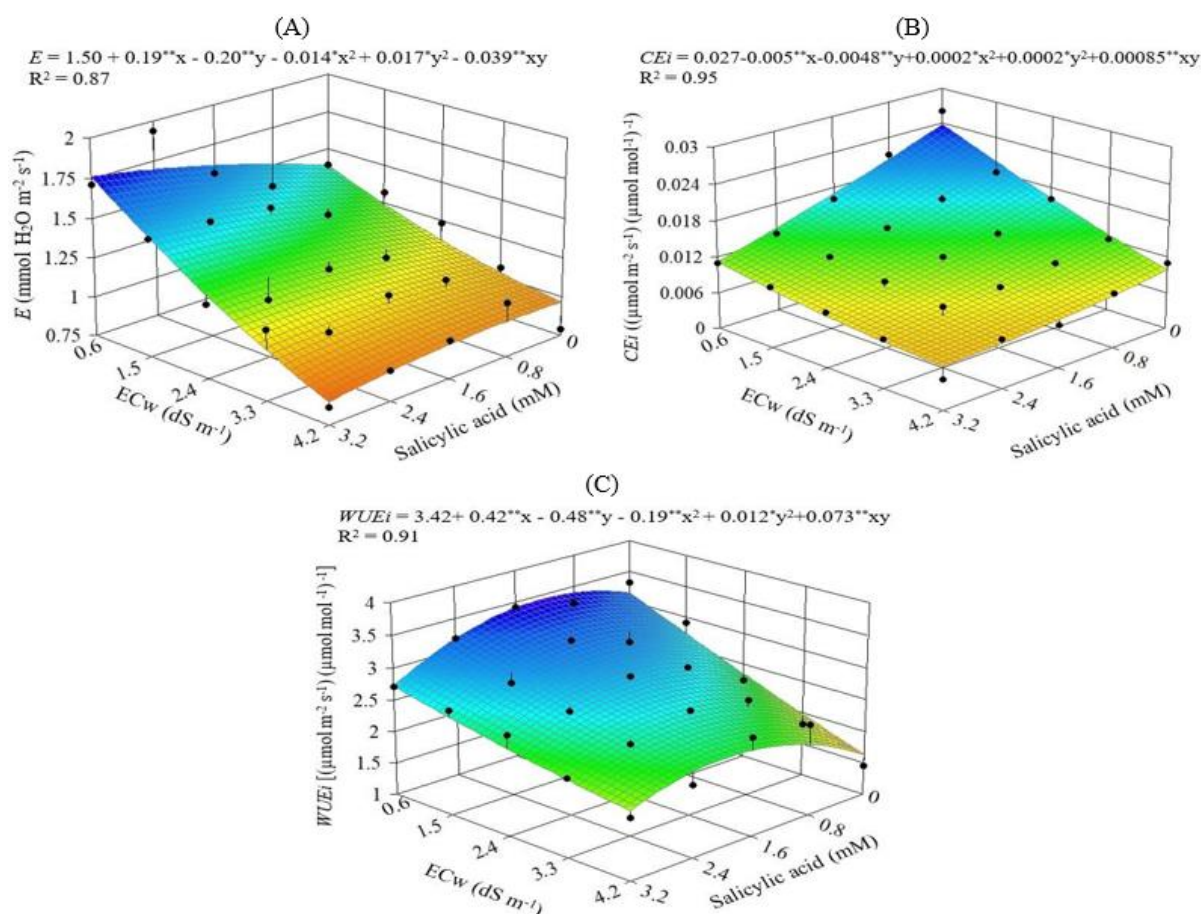 (A)
E = 1.50 + 0.19**x - 0.20**y - 0.014*x² + 0.017*y² - 0.039**xy
R² = 0.87
2
1.75
1.5
1.25
1
0.75
E (mmol H₂O m⁻² s⁻¹)
0.6
1.5
2.4
3.3
4.2
ECw (dS m⁻¹)
3.2
2.4
1.6
0.8
0
Salicylic acid (mM)
(B)
CEi = 0.027-0.005**x-0.0048**y+0.0002*x²+0.0002*y²+0.00085**xy
R² = 0.95
0.03
0.024
0.018
0.012
0.006
0
CEi ((µmol m⁻² s⁻¹) (µmol mol⁻¹)⁻¹)
0.6
1.5
2.4
3.3
4.2
ECw (dS m⁻¹)
3.2
2.4
1.6
0.8
0
Salicylic acid (mM)
(C)
WUEi = 3.42+ 0.42**x - 0.48**y - 0.19**x² + 0.012*y²+0.073**xy
R² = 0.91
4
3.5
3
2.5
2
1.5
1
WUEi [(µmol m⁻² s⁻¹) (µmol mol⁻¹)⁻¹]
0.6
1.5
2.4
3.3
4.2
ECw (dS m⁻¹)
3.2
2.4
1.6
0.8
0
Salicylic acid (mM)